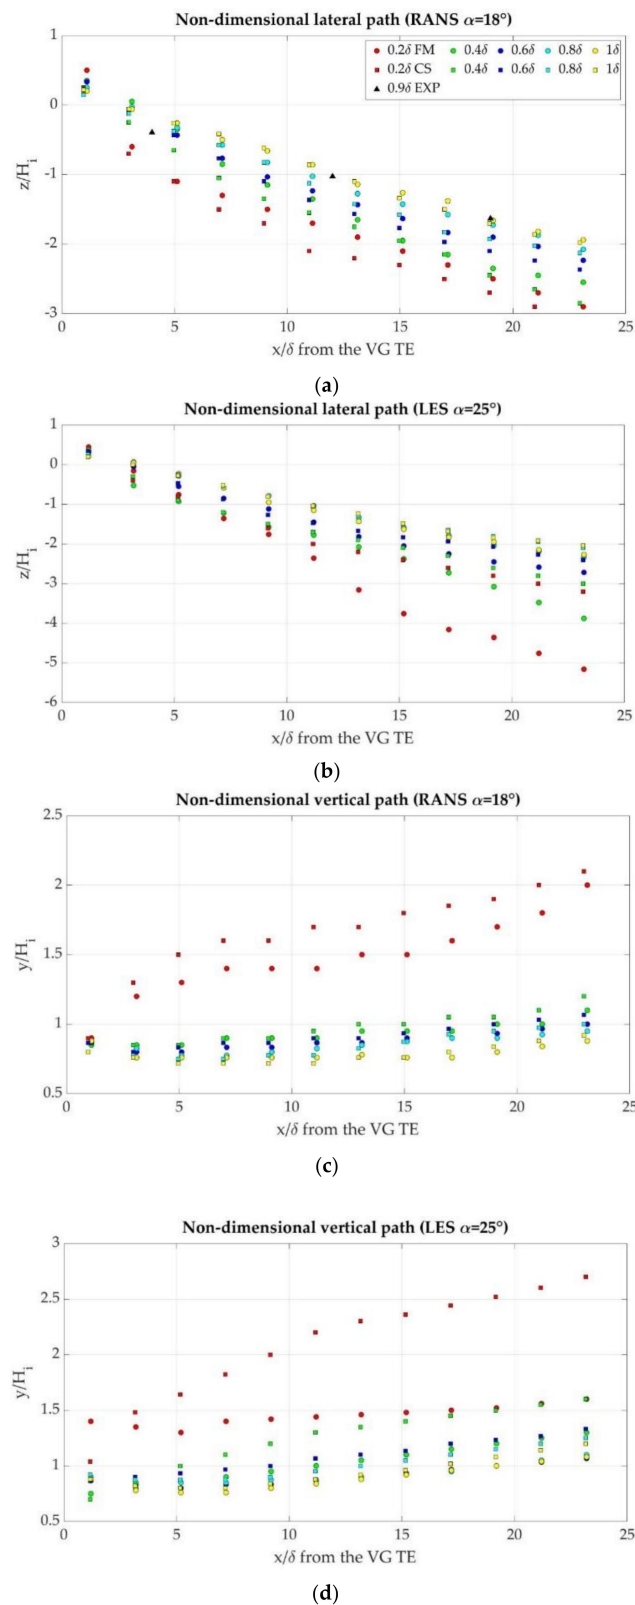 Non-dimensional lateral path (RANS α=18°)
1
0
-1
-2
-3
z/Hi
0.2δ FM 0.4δ 0.6δ 0.8δ 1δ
0.2δ CS 0.4δ 0.6δ 0.8δ 1δ
0.9δ EXP
0 5 10 15 20 25
x/δ from the VG TE
(a)
Non-dimensional lateral path (LES α=25°)
1
0
-1
-2
-3
-4
-5
-6
z/Hi
0 5 10 15 20 25
x/δ from the VG TE
(b)
Non-dimensional vertical path (RANS α=18°)
2.5
2
1.5
1
0.5
y/Hi
0 5 10 15 20 25
x/δ from the VG TE
(c)
Non-dimensional vertical path (LES α=25°)
3
2.5
2
1.5
1
0.5
y/Hi
0 5 10 15 20 25
x/δ from the VG TE
(d)